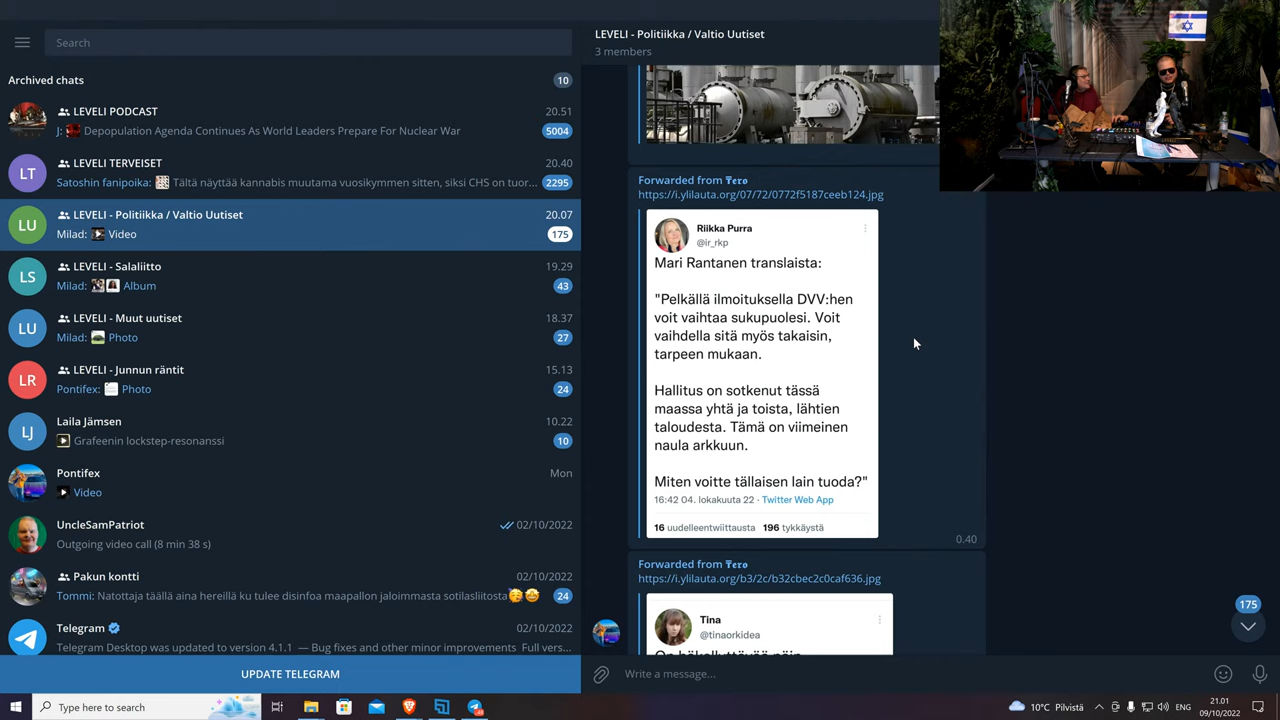 Search
LEVELI - Politiikka / Valtio Uutiset
3 members
Archived chats
10
LEVELI PODCAST
20.51
J: Depopulation Agenda Continues As World Leaders Prepare For Nuclear War
5004
LT
LEVELI TERVEISET
20.40
Satoshin fanipoika: Tältä näyttää kannabis muutama vuosikymmen sitten, siksi CHS on tuor...
2295
LU
LEVELI - Politiikka / Valtio Uutiset
20.07
Milad: Video
175
LS
LEVELI - Salaliitto
19.29
Milad: Album
43
LU
LEVELI - Muut uutiset
18.37
Milad: Photo
27
LR
LEVELI - Junnun räntit
15.13
Pontifex: Photo
24
LJ
Laila Jämsen
10.22
Grafeenin lockstep-resonanssi
10
Pontifex
Mon
Video
UncleSamPatriot
02/10/2022
Outgoing video call (8 min 38 s)
Pakun kontti
02/10/2022
Tommi: Natottaja täällä aina hereillä ku tulee disinfoa maapallon jaloimmasta sotilasliitosta🥰🤩
24
Telegram
02/10/2022
Telegram Desktop was updated to version 4.1.1 — Bug fixes and other minor improvements Full vers...
UPDATE TELEGRAM
Forwarded from 𝕿𝖊𝖗𝖔
https://i.ylilauta.org/07/72/0772f5187ceeb124.jpg
Riikka Purra
@ir_rkp
Mari Rantanen translaista:
"Pelkällä ilmoituksella DVV:hen
voit vaihtaa sukupuolesi. Voit
vaihdella sitä myös takaisin,
tarpeen mukaan.
Hallitus on sotkenut tässä
maassa yhtä ja toista, lähtien
taloudesta. Tämä on viimeinen
naula arkkuun.
Miten voitte tällaisen lain tuoda?"
16:42 04. lokakuuta 22 · Twitter Web App
16 uudelleentwiittausta 196 tykkäystä
0.40
Forwarded from 𝕿𝖊𝖗𝖔
https://i.ylilauta.org/b3/2c/b32cbec2c0caf636.jpg
Tina
@tinaorkidea
175
Write a message...
Type here to search
10°C Pilvistä
ENG
21.01
09/10/2022